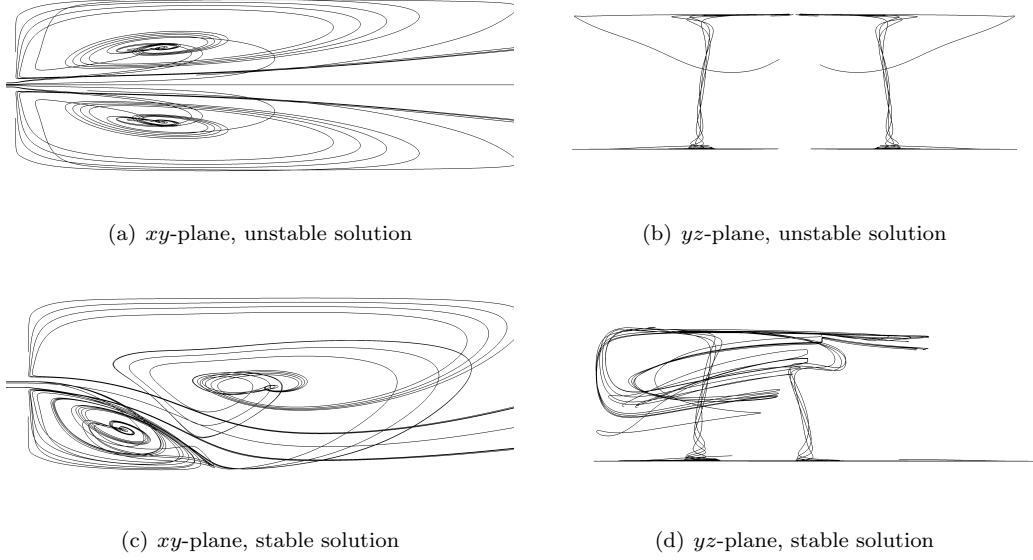 (a) xy-plane, unstable solution
(b) yz-plane, unstable solution
(c) xy-plane, stable solution
(d) yz-plane, stable solution